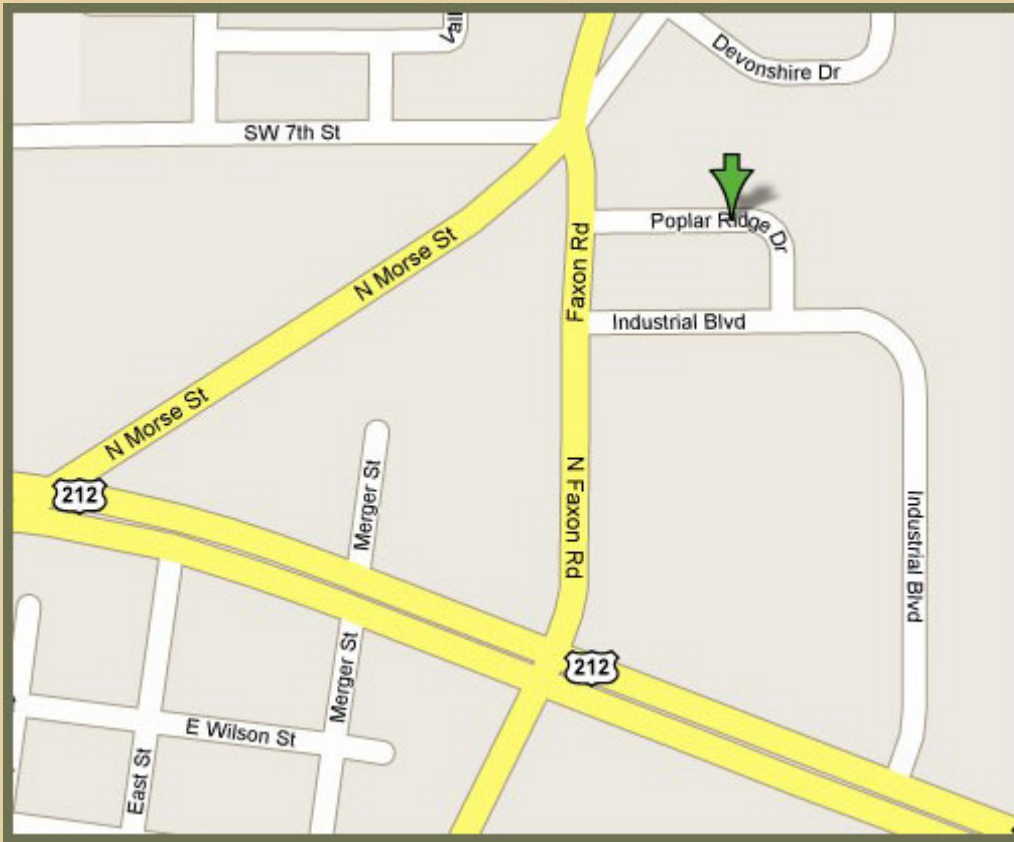 Devonshire Dr
SW 7th St
Poplar Ridge Dr
N Morse St
Faxon Rd
Industrial Blvd
N Morse St
Merger St
N Faxon Rd
212
Industrial Blvd
Merger St
212
E Wilson St
East St